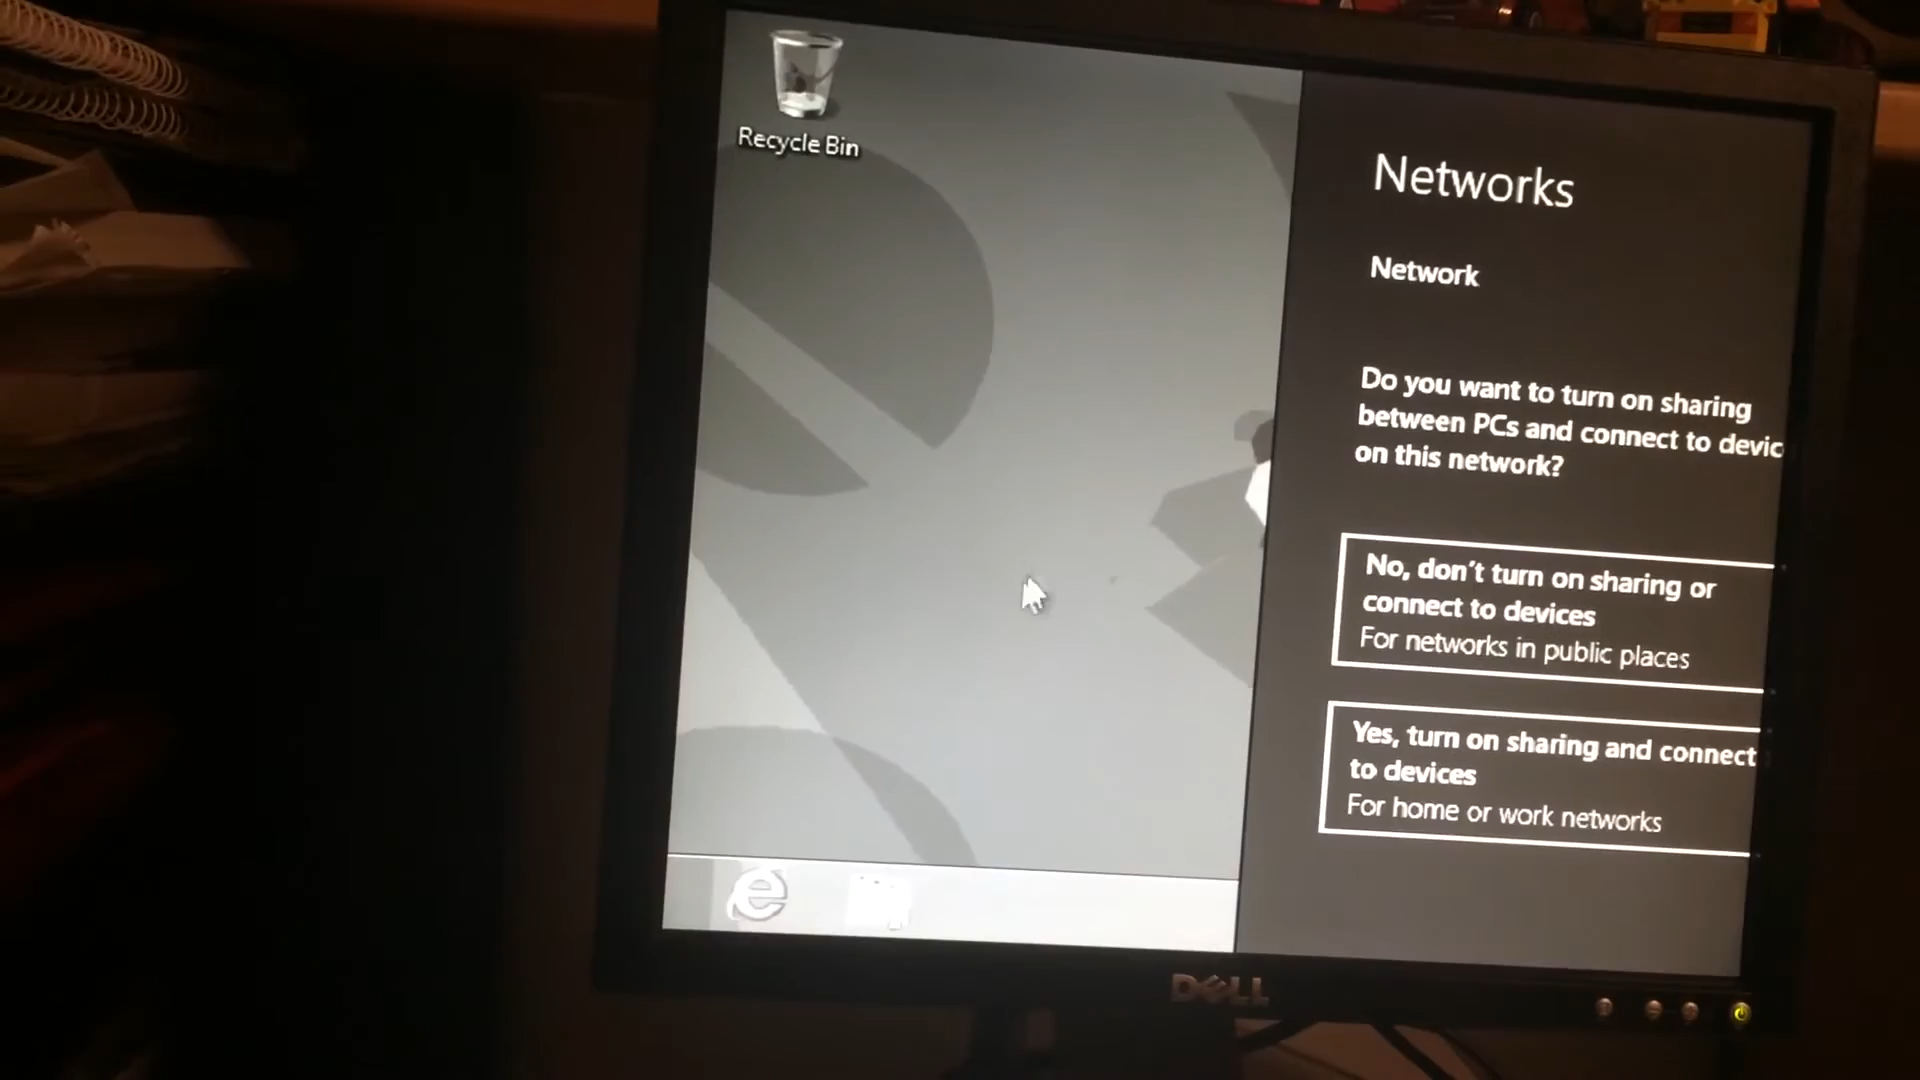 Recycle Bin
Networks
Network
Do you want to turn on sharing
between PCs and connect to devic
on this network?
No, don't turn on sharing or
connect to devices
For networks in public places
Yes, turn on sharing and connect
to devices
For home or work networks
DELL